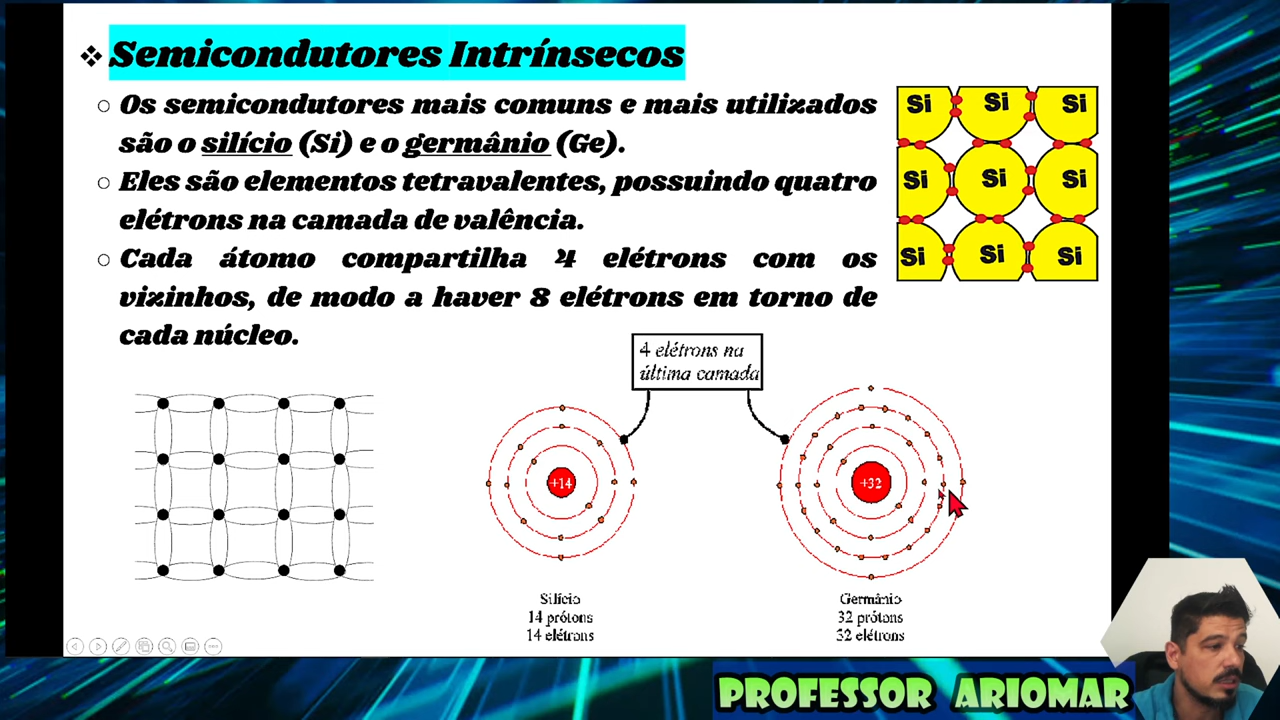 ❖ Semicondutores Intrínsecos
○ Os semicondutores mais comuns e mais utilizados
são o silício (Si) e o germânio (Ge).
○ Eles são elementos tetravalentes, possuindo quatro
elétrons na camada de valência.
○ Cada átomo compartilha 4 elétrons com os
vizinhos, de modo a haver 8 elétrons em torno de
cada núcleo.
Si Si Si
Si Si Si
Si Si Si
4 elétrons na
última camada
+14
+32
Silício
14 prótons
14 elétrons
Germânio
32 prótons
32 elétrons
PROFESSOR ARIOMAR